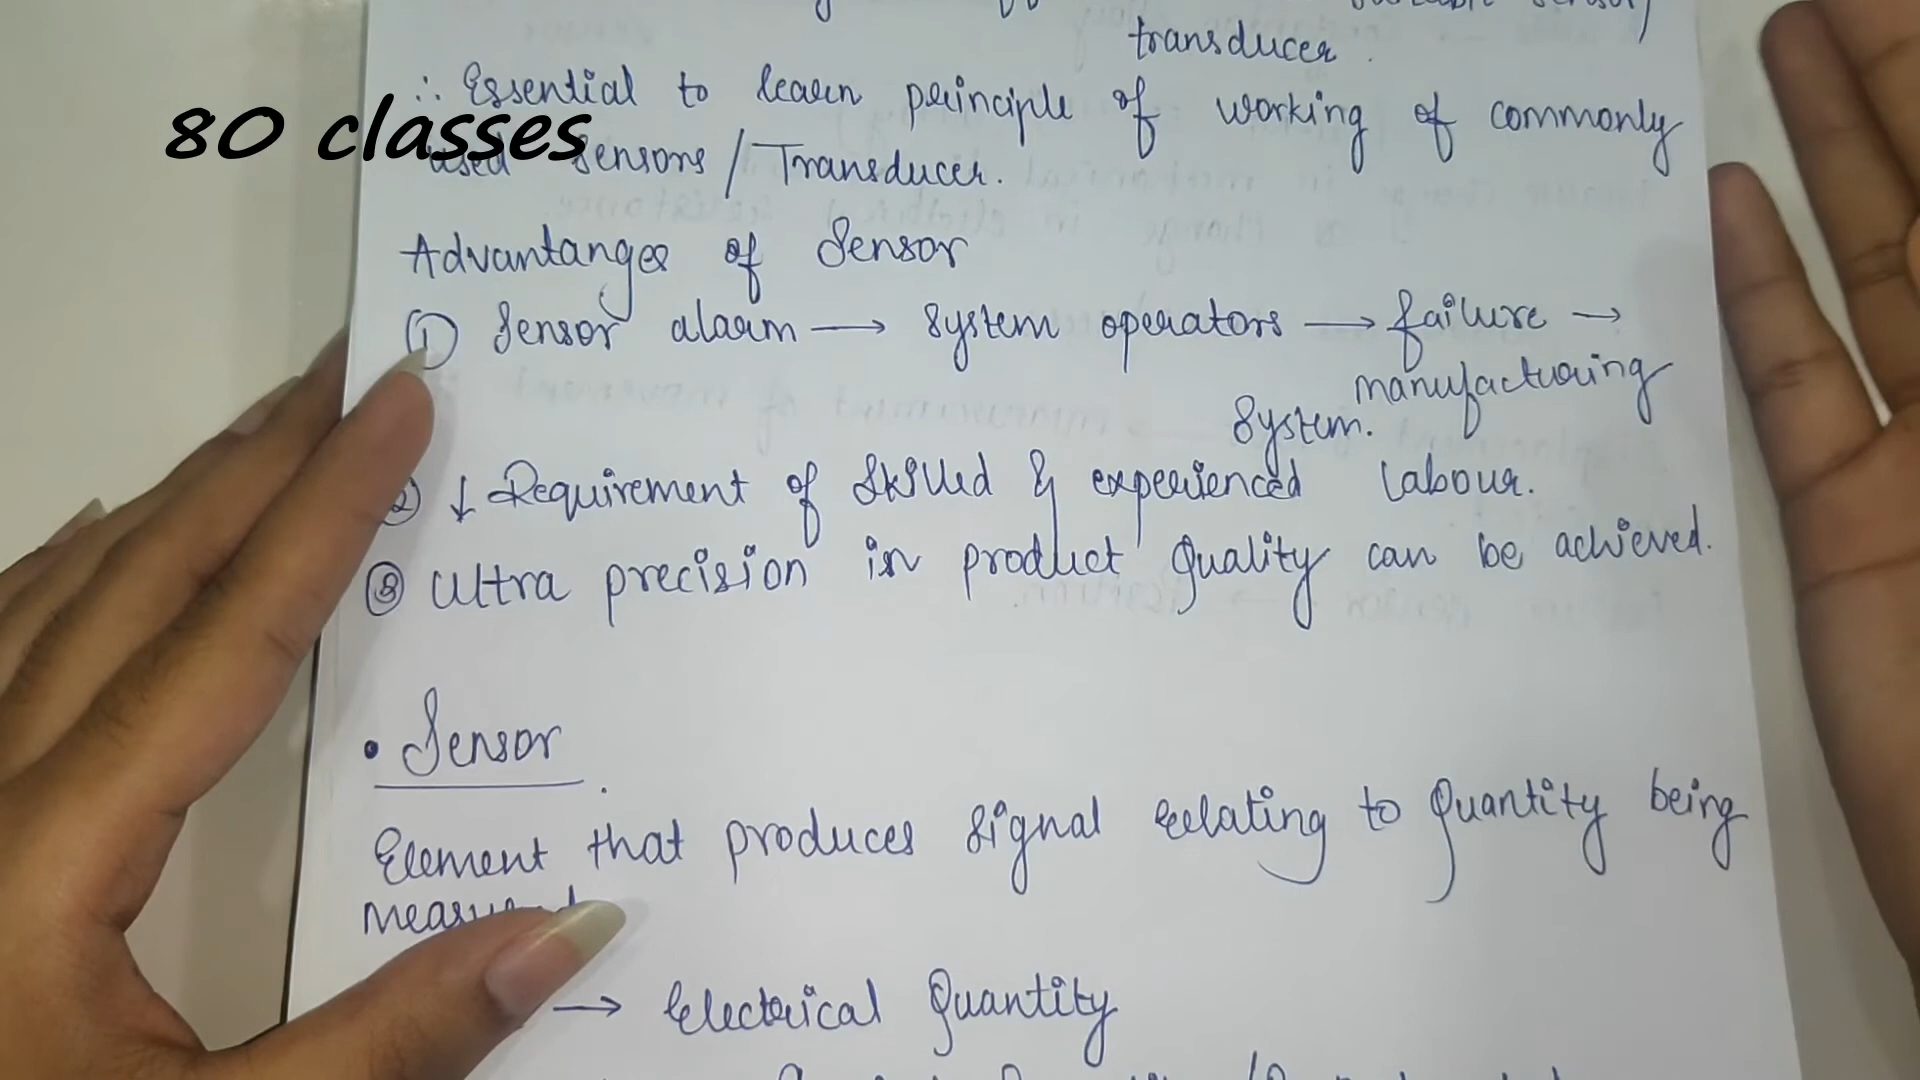 transducer.
∴ Essential to learn principle of working of commonly
80 classes
used Sensors / Transducer.
Advantanges of Sensor
① Sensor alarm → System operators → failure →
manufacturing
System.
② ↓ Requirement of Skilled & experienced labour.
③ Ultra precision in product quality can be achieved.
• Sensor
Element that produces signal relating to Quantity being
→ Electrical Quantity